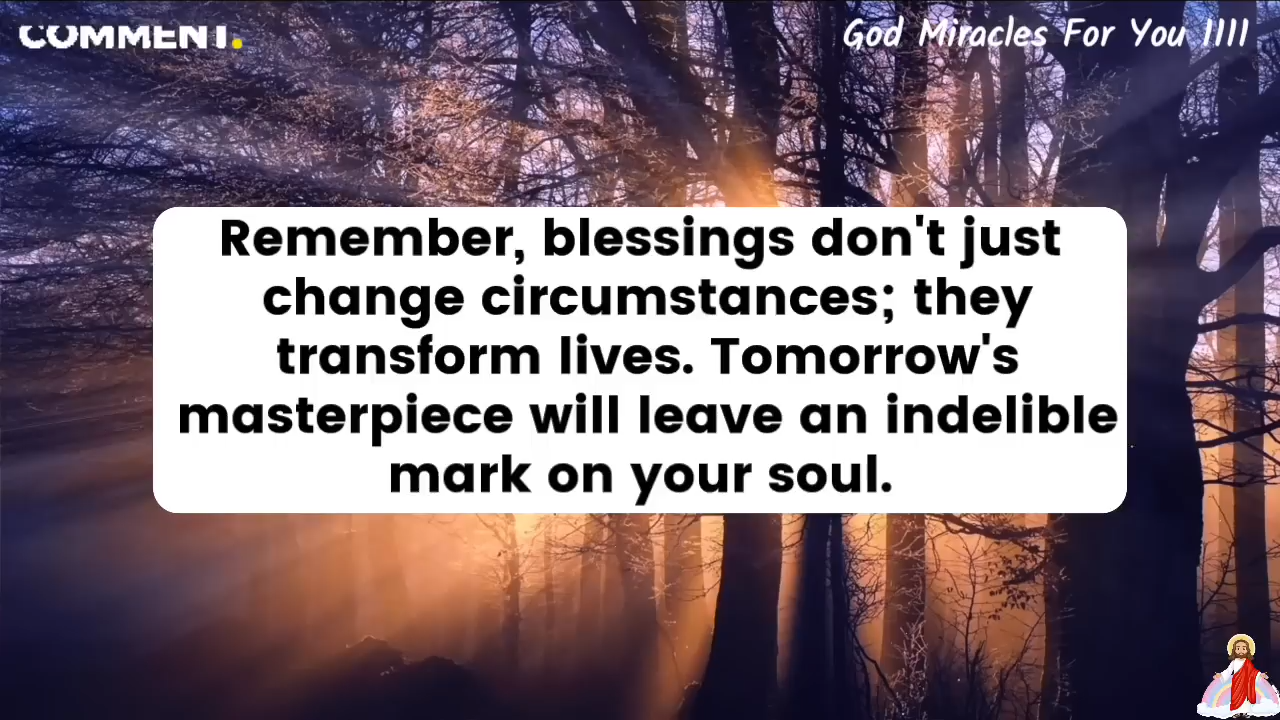 COMMENT.
God Miracles For You 1111
Remember, blessings don't just
change circumstances; they
transform lives. Tomorrow's
masterpiece will leave an indelible
mark on your soul.